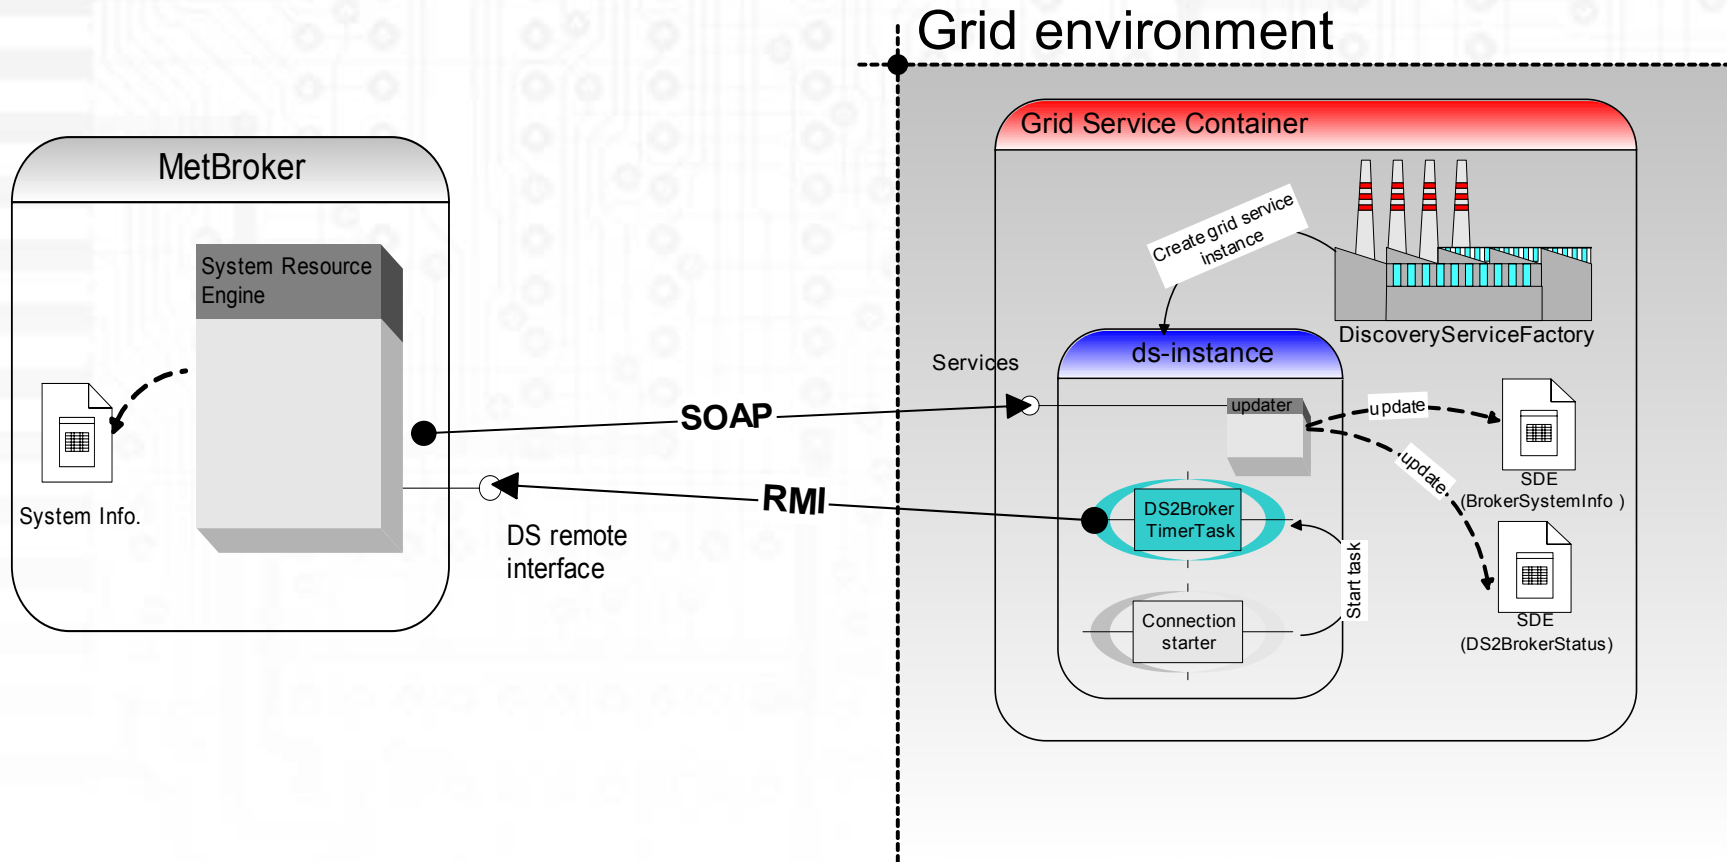 Grid environment
MetBroker
System Resource
Engine
System Info.
SOAP
RMI
DS remote
interface
Grid Service Container
Create grid service
instance
DiscoveryServiceFactory
Services
ds-instance
updater
update
update
SDE
(BrokerSystemInfo )
DS2Broker
TimerTask
Start task
Connection
starter
SDE
(DS2BrokerStatus)